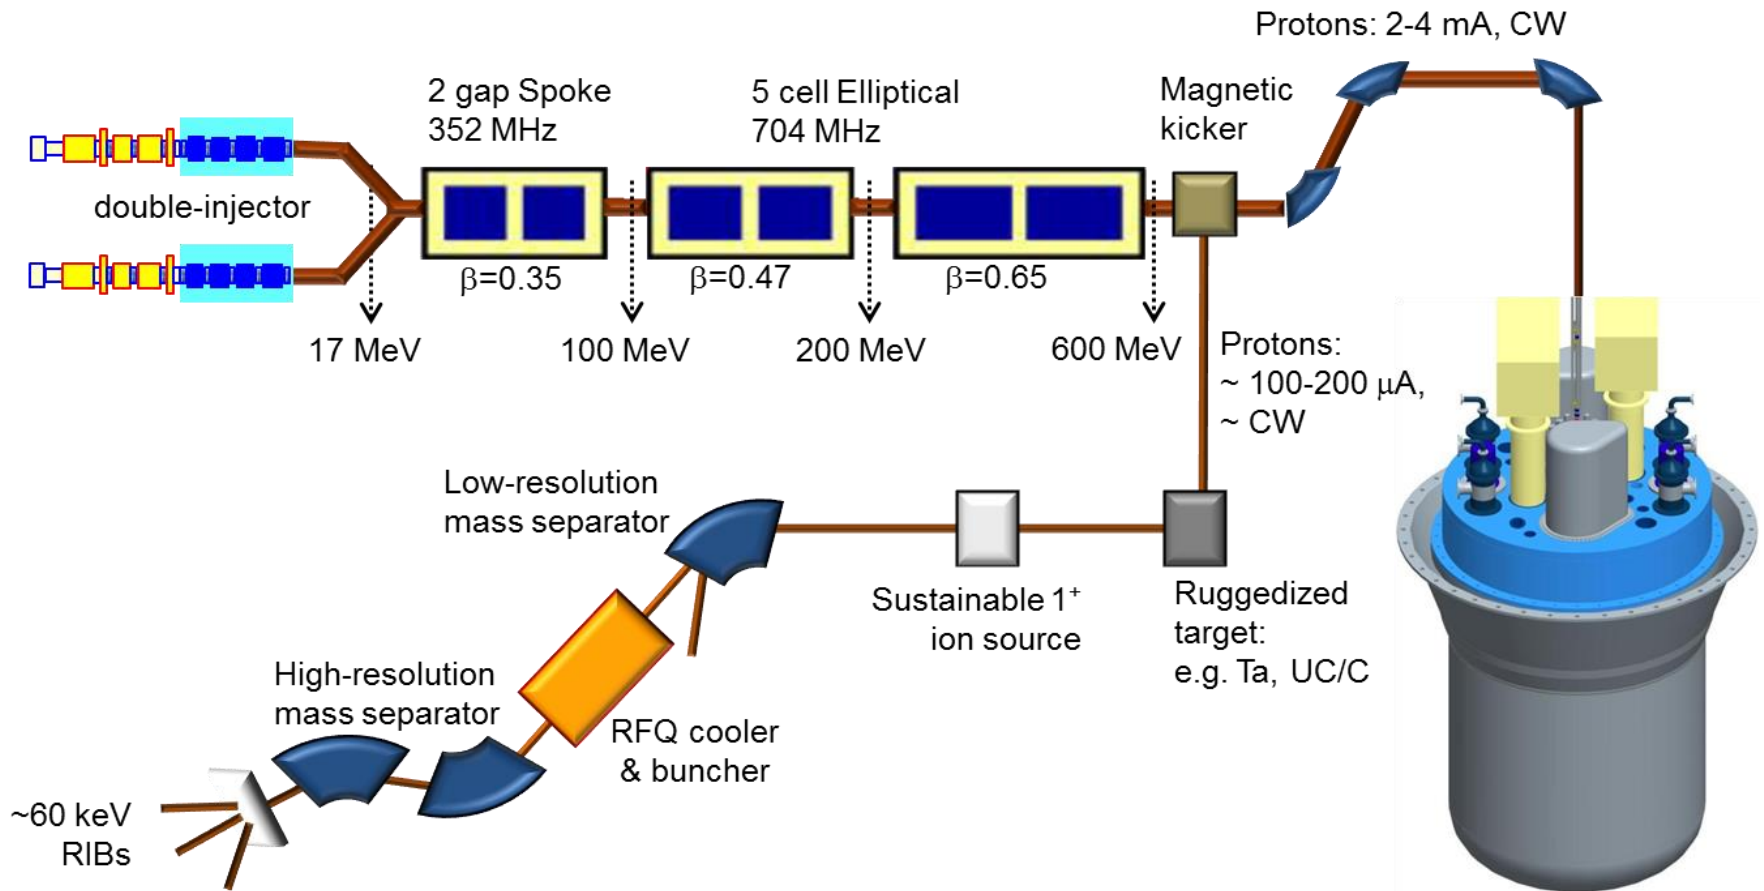 Protons: 2-4 mA, CW
2 gap Spoke
352 MHz
5 cell Elliptical
704 MHz
Magnetic
kicker
double-injector
β=0.35
β=0.47
β=0.65
17 MeV
100 MeV
200 MeV
600 MeV
Protons:
~ 100-200 μA,
~ CW
Low-resolution
mass separator
Sustainable 1⁺
ion source
Ruggedized
target:
e.g. Ta, UC/C
High-resolution
mass separator
RFQ cooler
& buncher
~60 keV
RIBs